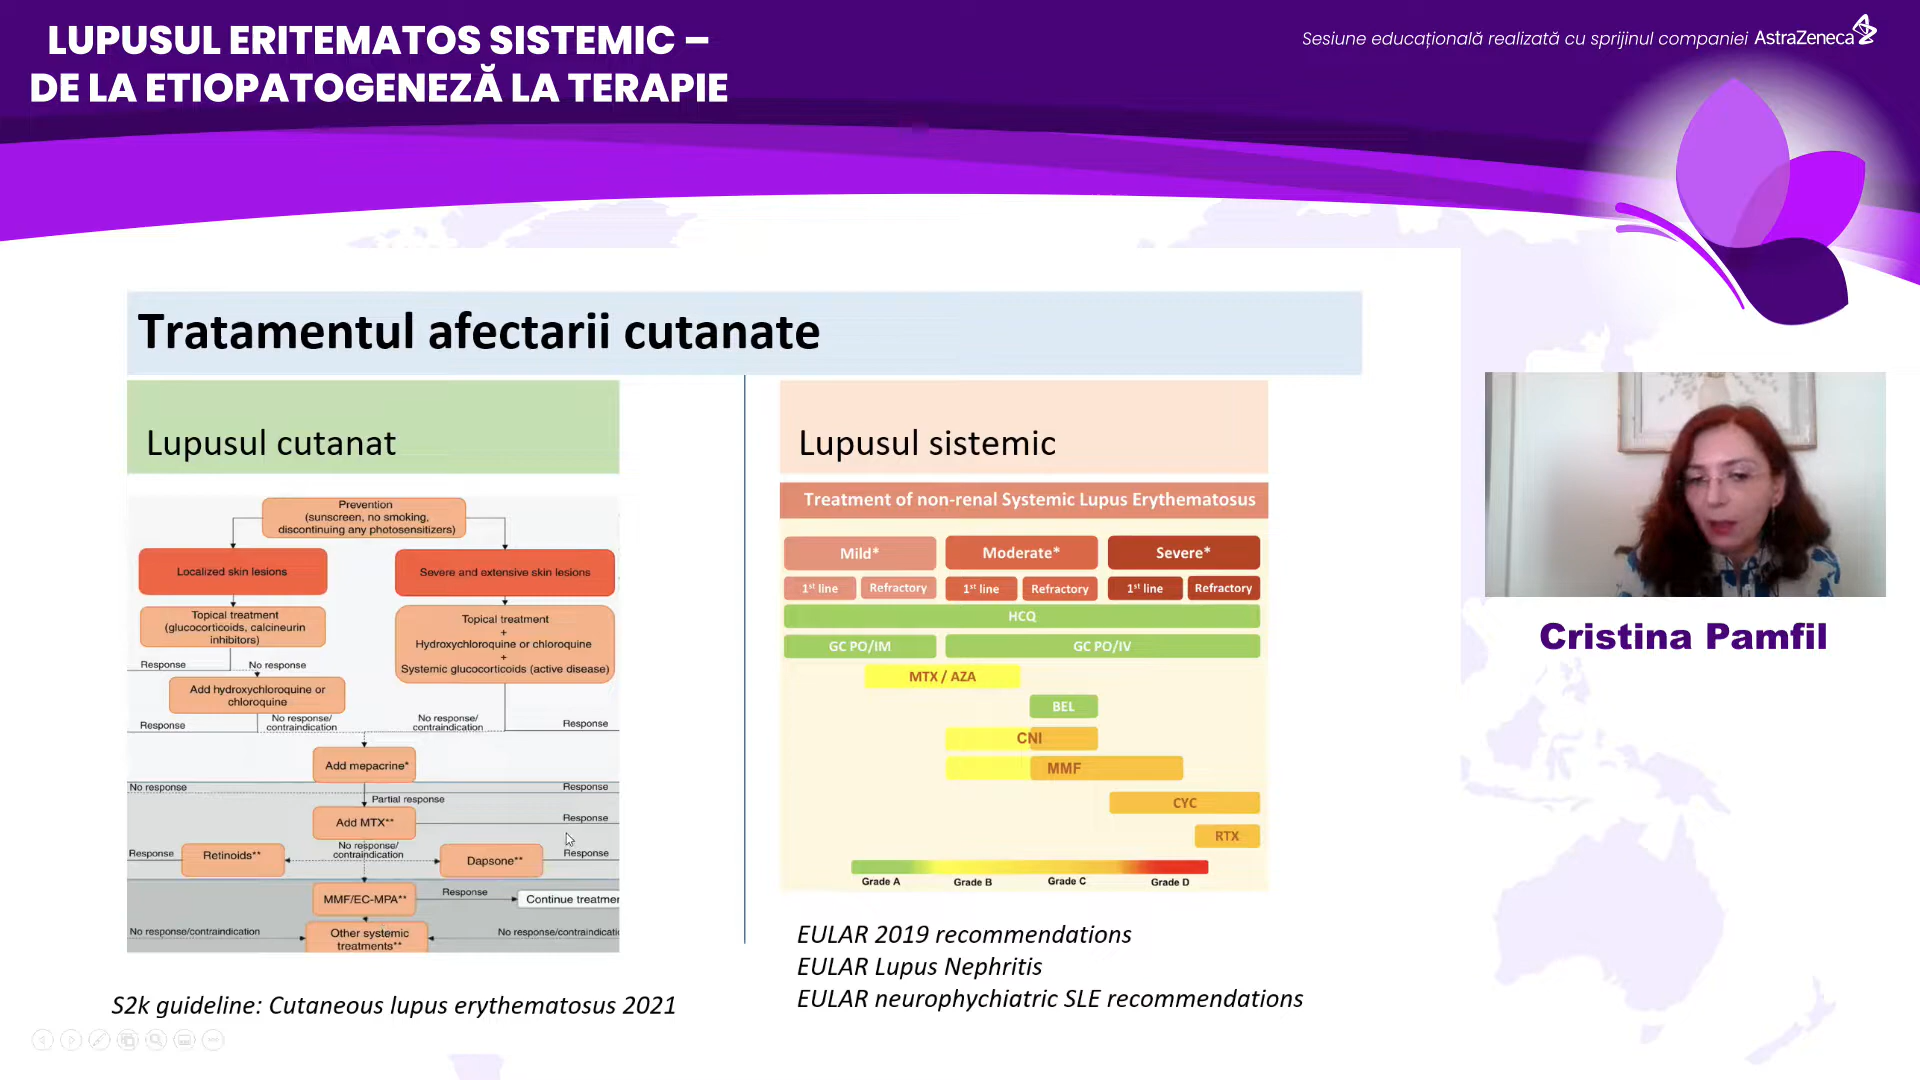 LUPUSUL ERITEMATOS SISTEMIC –
DE LA ETIOPATOGENEZĂ LA TERAPIE
Sesiune educațională realizată cu sprijinul companiei AstraZeneca
Tratamentul afectarii cutanate
Lupusul cutanat
Prevention
(sunscreen, no smoking,
discontinuing any photosensitizers)
Localized skin lesions
Severe and extensive skin lesions
Topical treatment
(glucocorticoids, calcineurin
inhibitors)
Topical treatment
+
Hydroxychloroquine or chloroquine
+
Systemic glucocorticoids (active disease)
Response
No response
Add hydroxychloroquine or
chloroquine
Response
No response/
contraindication
No response/
contraindication
Response
Add mepacrine*
No response
Response
Partial response
Add MTX**
Response
No response/
contraindication
Response
Retinoids**
Dapsone**
Response
MMF/EC-MPA**
Response
Continue treatmer
No response/contraindication
Other systemic
treatments**
No response/contraindicati
S2k guideline: Cutaneous lupus erythematosus 2021
Lupusul sistemic
Treatment of non-renal Systemic Lupus Erythematosus
Mild* Moderate* Severe*
1st line Refractory 1st line Refractory 1st line Refractory
HCQ
GC PO/IM GC PO/IV
MTX / AZA
BEL
CNI
MMF
CYC
RTX
Grade A Grade B Grade C Grade D
EULAR 2019 recommendations
EULAR Lupus Nephritis
EULAR neurophychiatric SLE recommendations
Cristina Pamfil